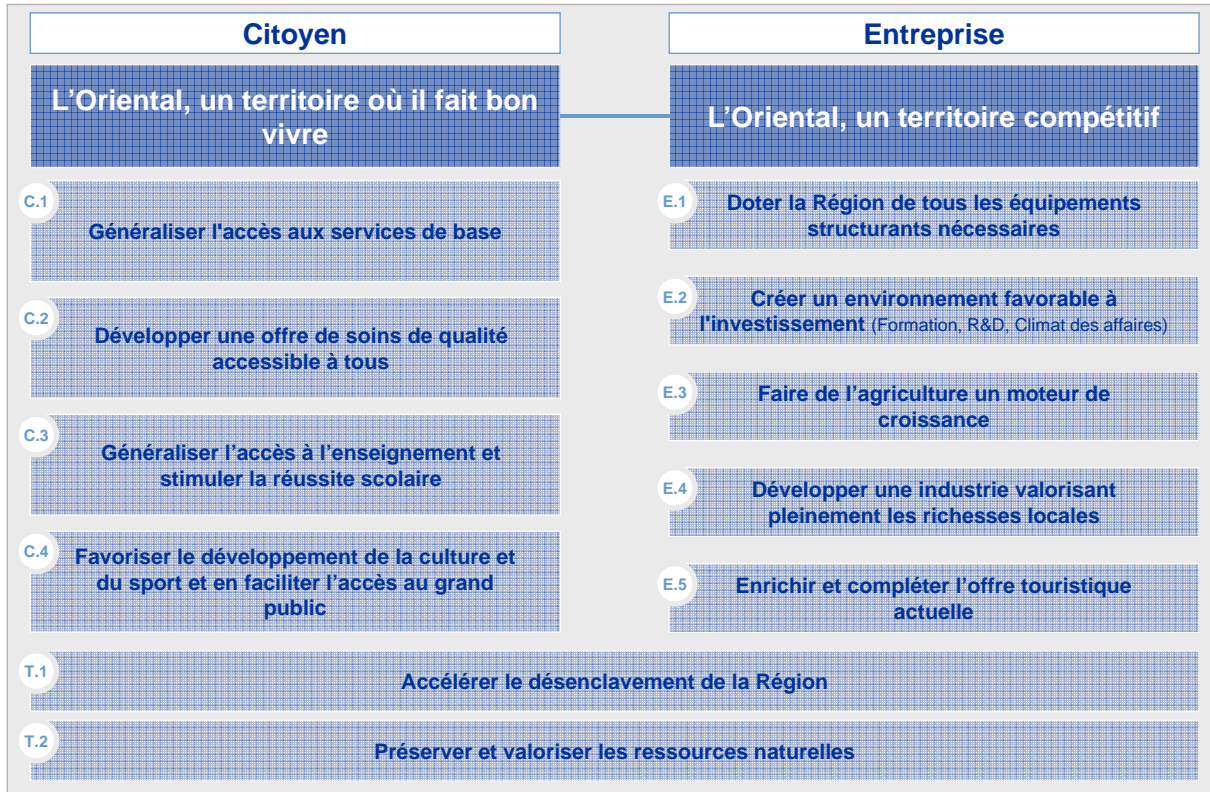 Citoyen
L'Oriental, un territoire où il fait bon
vivre
C.1
Généraliser l'accès aux services de base
C.2
Développer une offre de soins de qualité
accessible à tous
C.3
Généraliser l’accès à l’enseignement et
stimuler la réussite scolaire
C.4
Favoriser le développement de la culture et
du sport et en faciliter l’accès au grand
public
Entreprise
L’Oriental, un territoire compétitif
E.1
Doter la Région de tous les équipements
structurants nécessaires
E.2
Créer un environnement favorable à
l'investissement (Formation, R&D, Climat des affaires)
E.3
Faire de l’agriculture un moteur de
croissance
E.4
Développer une industrie valorisant
pleinement les richesses locales
E.5
Enrichir et compléter l’offre touristique
actuelle
T.1
Accélérer le désenclavement de la Région
T.2
Préserver et valoriser les ressources naturelles